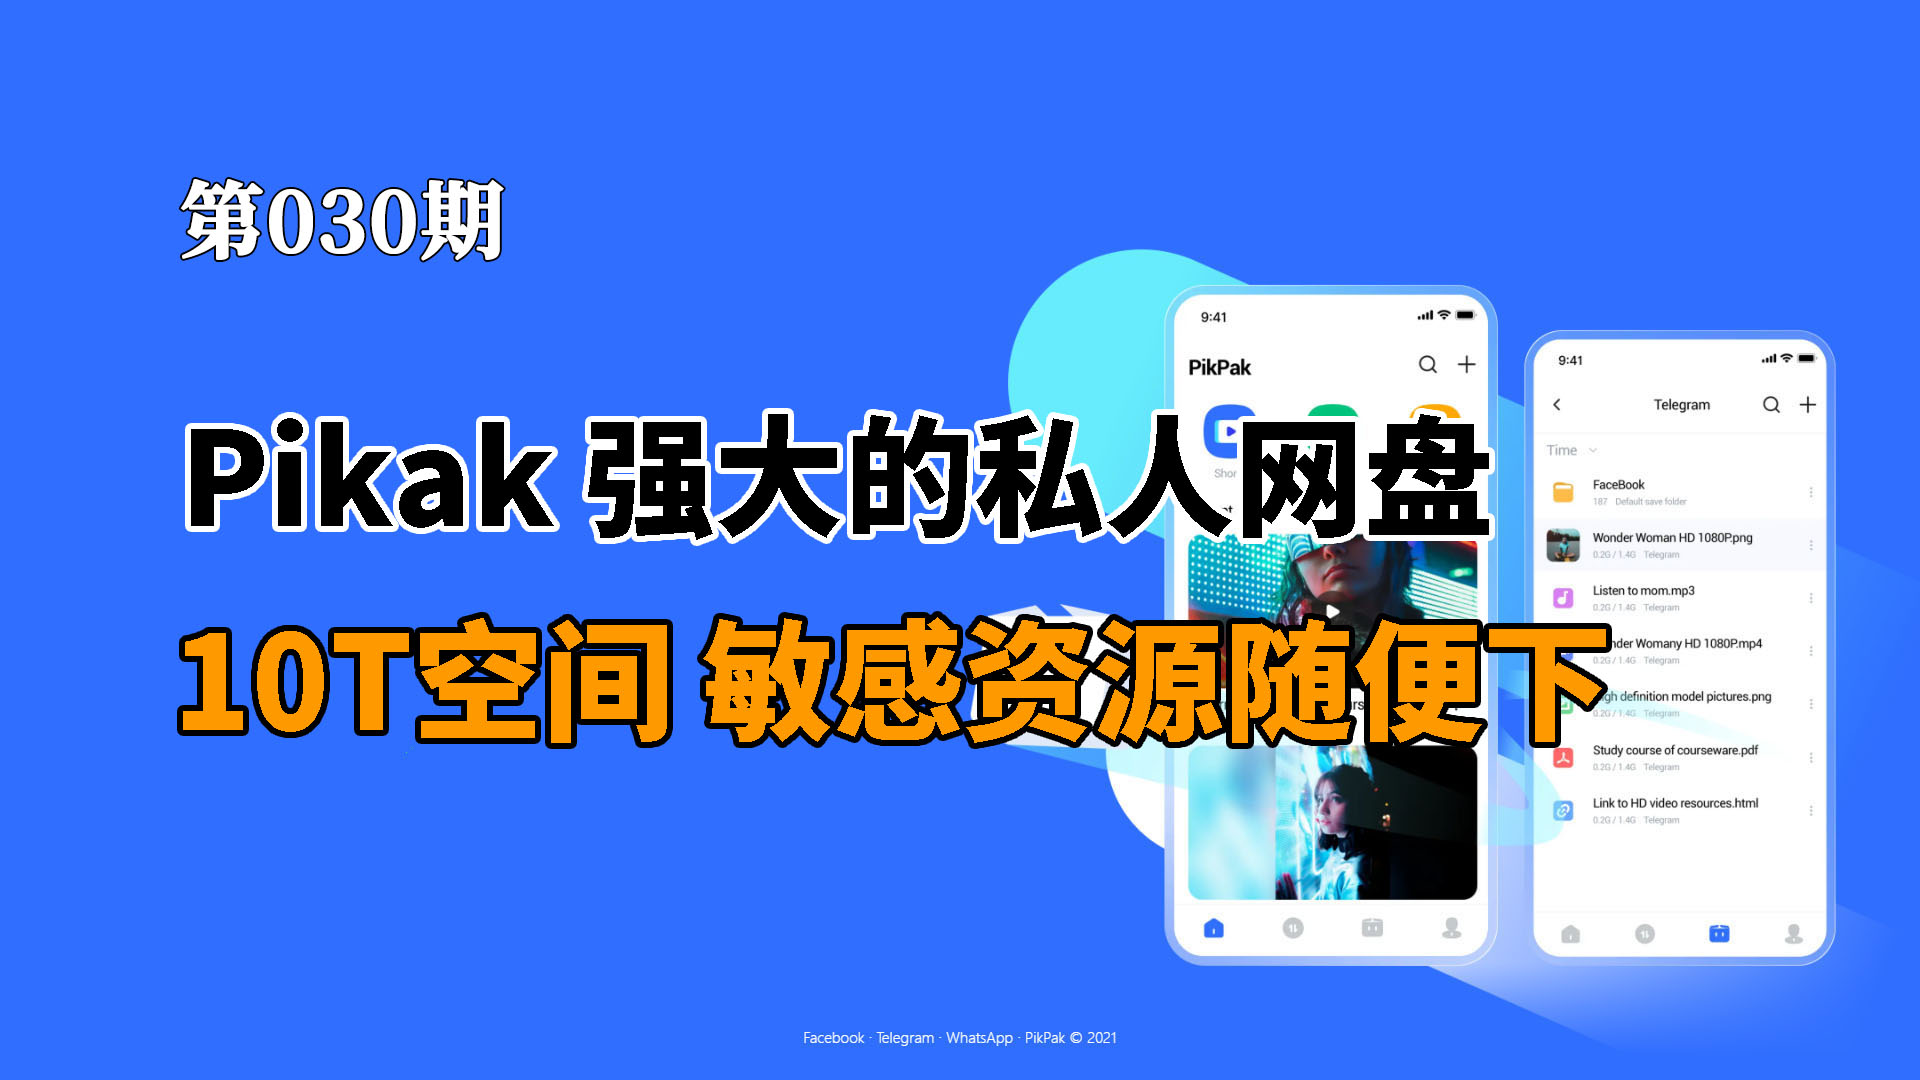 第030期
Pikak 强大的私人网盘
10T空间 敏感资源随便下
9:41
PikPak
Shor
9:41
Telegram
Time
FaceBook
187 Default save folder
Wonder Woman HD 1080P.png
0.2G / 1.4G Telegram
Listen to mom.mp3
0.2G / 1.4G Telegram
nder Womany HD 1080P.mp4
0.2G / 1.4G Telegram
gh definition model pictures.png
0.2G / 1.4G Telegram
Study course of courseware.pdf
0.2G / 1.4G Telegram
Link to HD video resources.html
0.2G / 1.4G Telegram
Facebook · Telegram · WhatsApp · PikPak © 2021